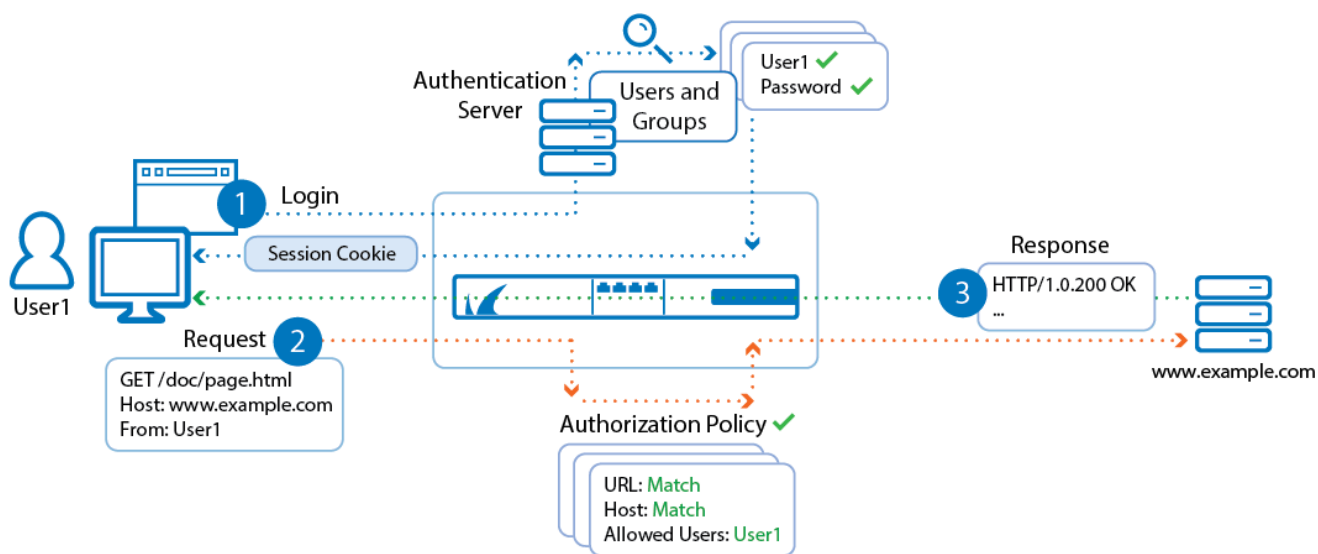 Authentication
Server
Users and
Groups
User1
Password
1
Login
Session Cookie
User1
Response
3
HTTP/1.0.200 OK
...
www.example.com
Request
2
GET /doc/page.html
Host: www.example.com
From: User1
Authorization Policy
URL: Match
Host: Match
Allowed Users: User1